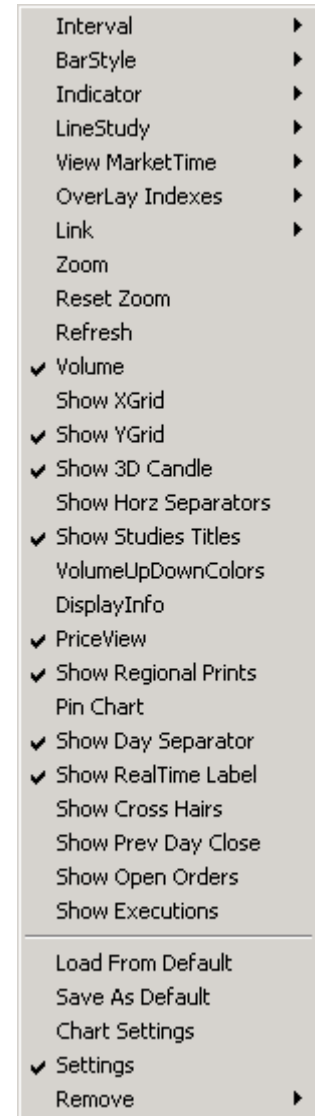 Interval
BarStyle
Indicator
LineStudy
View MarketTime
OverLay Indexes
Link
Zoom
Reset Zoom
Refresh
Volume
Show XGrid
Show YGrid
Show 3D Candle
Show Horz Separators
Show Studies Titles
VolumeUpDownColors
DisplayInfo
PriceView
Show Regional Prints
Pin Chart
Show Day Separator
Show RealTime Label
Show Cross Hairs
Show Prev Day Close
Show Open Orders
Show Executions
Load From Default
Save As Default
Chart Settings
Settings
Remove